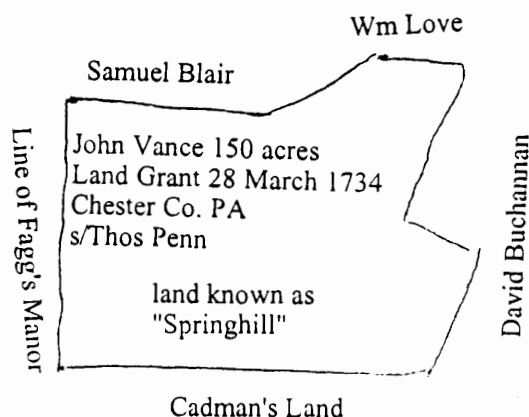 Wm Love
Samuel Blair
Line of Fagg's Manor
John Vance 150 acres
Land Grant 28 March 1734
Chester Co. PA
s/Thos Penn
land known as
"Springhill"
David Buchannan
Cadman's Land